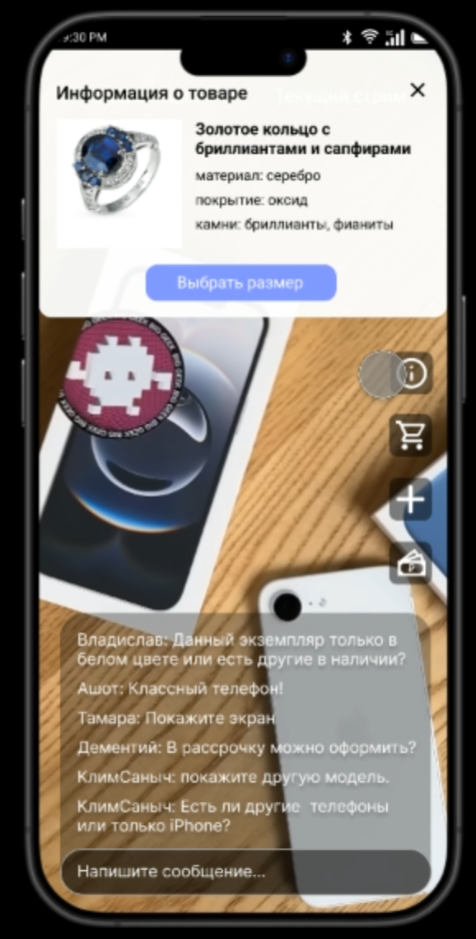 9:30 PM
Информация о товаре
Текущий стрим
Золотое кольцо с
бриллиантами и сапфирами
материал: серебро
покрытие: оксид
камни: бриллианты, фианиты
Выбрать размер
Владислав: Данный экземпляр только в
белом цвете или есть другие в наличии?
Ашот: Классный телефон!
Тамара: Покажите экран
Дементий: В рассрочку можно оформить?
КлимСаныч: покажите другую модель.
КлимСаныч: Есть ли другие телефоны
или только iPhone?
Напишите сообщение...